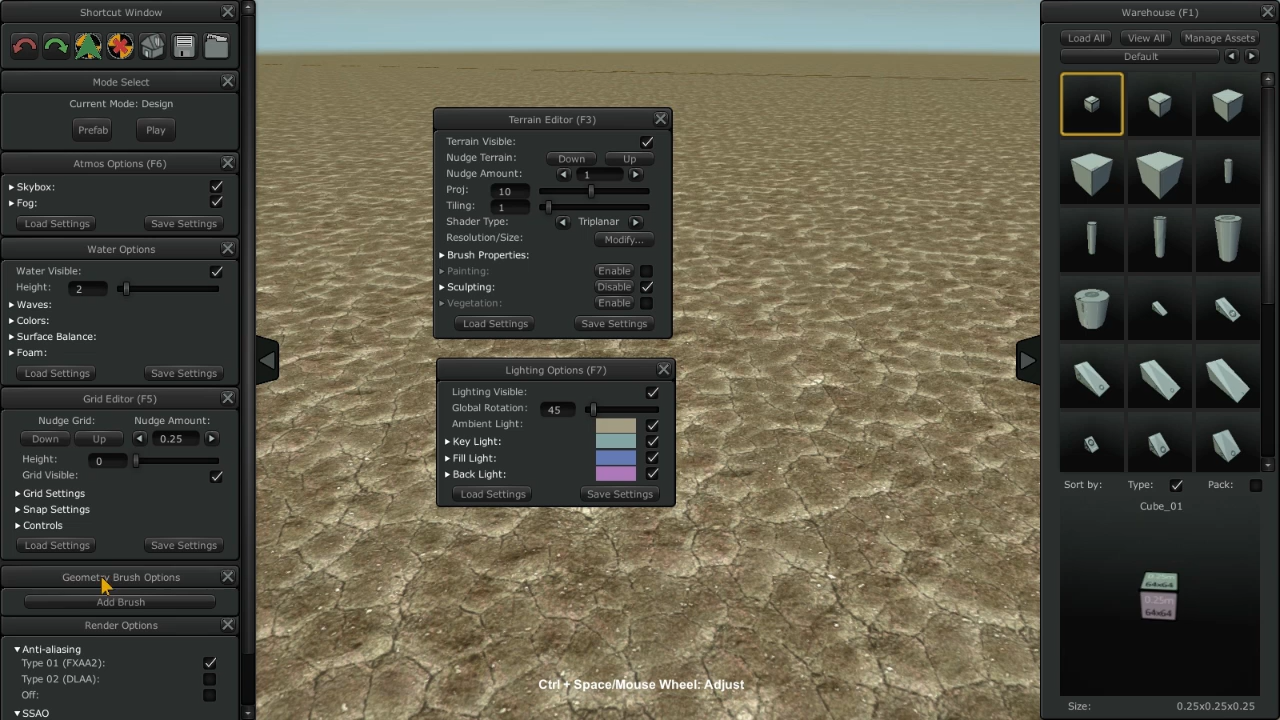 Shortcut Window
Mode Select
Current Mode: Design
Prefab Play
Atmos Options (F6)
Skybox:
Fog:
Load Settings Save Settings
Water Options
Water Visible:
Height: 2
Waves:
Colors:
Surface Balance:
Foam:
Load Settings Save Settings
Grid Editor (F5)
Nudge Grid: Nudge Amount:
Down Up 0.25
Height: 0
Grid Visible:
Grid Settings
Snap Settings
Controls
Load Settings Save Settings
Geometry Brush Options
Add Brush
Render Options
Anti-aliasing
Type 01 (FXAA2):
Type 02 (DLAA):
Off:
SSAO
Terrain Editor (F3)
Terrain Visible:
Nudge Terrain: Down Up
Nudge Amount: 1
Proj: 10
Tiling: 1
Shader Type: Triplanar
Resolution/Size: Modify...
Brush Properties:
Painting: Enable
Sculpting: Disable
Vegetation: Enable
Load Settings Save Settings
Lighting Options (F7)
Lighting Visible:
Global Rotation: 45
Ambient Light:
Key Light:
Fill Light:
Back Light:
Load Settings Save Settings
Ctrl + Space/Mouse Wheel: Adjust
Warehouse (F1)
Load All View All Manage Assets
Default
Sort by: Type: Pack:
Cube_01
0.25m
64x64
0.25m
64x64
Size: 0.25x0.25x0.25